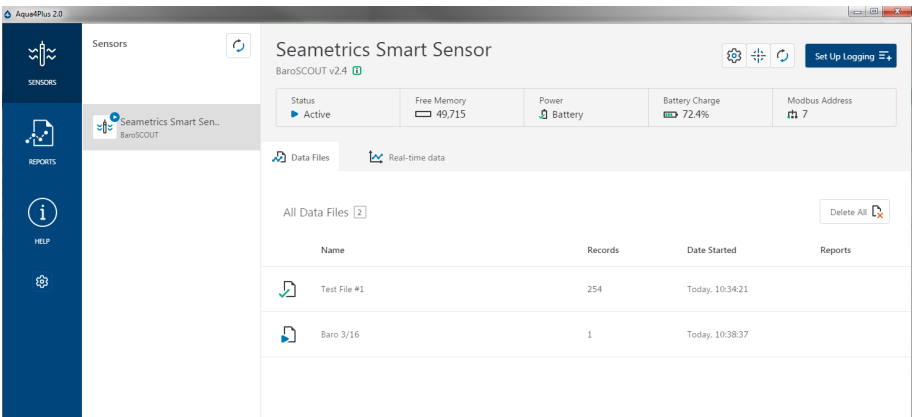 Aqua4Plus 2.0
SENSORS
REPORTS
HELP
Sensors
Seametrics Smart Sen..
BaroSCOUT
Seametrics Smart Sensor
BaroSCOUT v2.4
Set Up Logging
Status Free Memory Power Battery Charge Modbus Address
Active 49,715 Battery 72.4% 7
Data Files Real-time data
All Data Files 2
Delete All
Name Records Date Started Reports
Test File #1 254 Today, 10:34:21
Baro 3/16 1 Today, 10:38:37